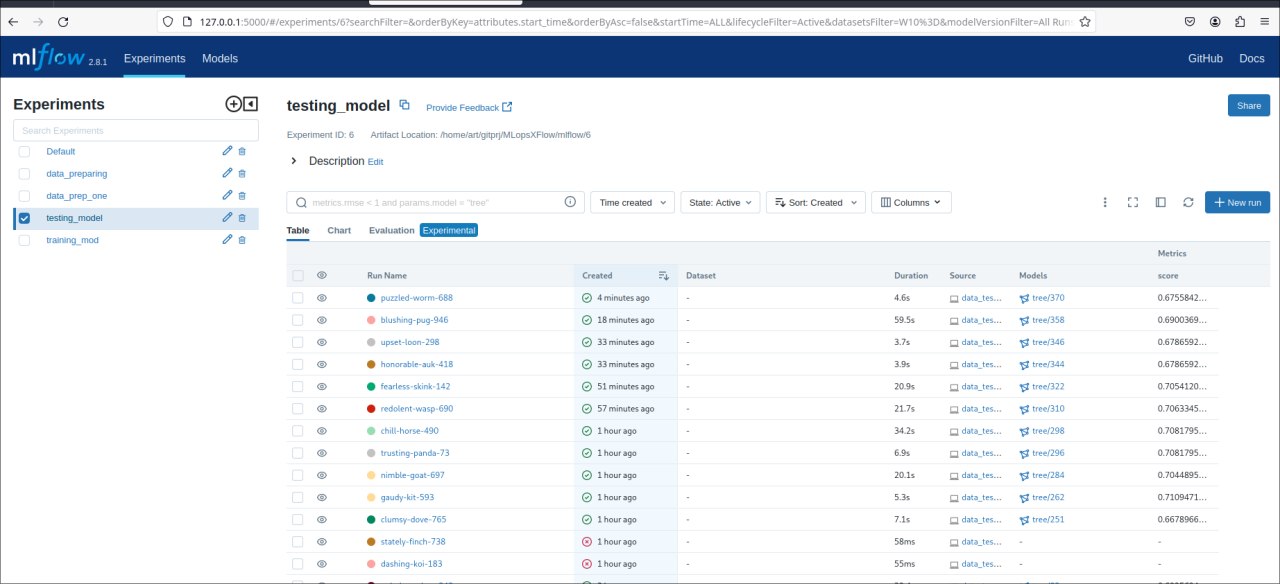 127.0.0.1:5000/#/experiments/6?searchFilter=&orderByKey=attributes.start_time&orderByAsc=false&startTime=ALL&lifecycleFilter=Active&datasetsFilter=W10%3D&modelVersionFilter=All Run
mlflow 2.8.1 Experiments Models GitHub Docs
Experiments
Search Experiments
Default
data_preparing
data_prep_one
testing_model
training_mod
testing_model Provide Feedback Share
Experiment ID: 6 Artifact Location: /home/art/gitprj/MLopsXFlow/mlflow/6
Description Edit
metrics.rmse < 1 and params.model = "tree" Time created State: Active Sort: Created Columns New run
Table Chart Evaluation Experimental
Metrics
Run Name Created Dataset Duration Source Models score
puzzled-worm-688 4 minutes ago - 4.6s data_tes... tree/370 0.6755842...
blushing-pug-946 18 minutes ago - 59.5s data_tes... tree/358 0.6900369...
upset-loon-298 33 minutes ago - 3.7s data_tes... tree/346 0.6786592...
honorable-auk-418 33 minutes ago - 3.9s data_tes... tree/344 0.6786592...
fearless-skink-142 51 minutes ago - 20.9s data_tes... tree/322 0.7054120...
redolent-wasp-690 57 minutes ago - 21.7s data_tes... tree/310 0.7063345...
chill-horse-490 1 hour ago - 34.2s data_tes... tree/298 0.7081795...
trusting-panda-73 1 hour ago - 6.9s data_tes... tree/296 0.7081795...
nimble-goat-697 1 hour ago - 20.1s data_tes... tree/284 0.7044895...
gaudy-kit-593 1 hour ago - 5.3s data_tes... tree/262 0.7109471...
clumsy-dove-765 1 hour ago - 7.1s data_tes... tree/251 0.6678966...
stately-finch-738 1 hour ago - 58ms data_tes... - -
dashing-koi-183 1 hour ago - 55ms data_tes... - -